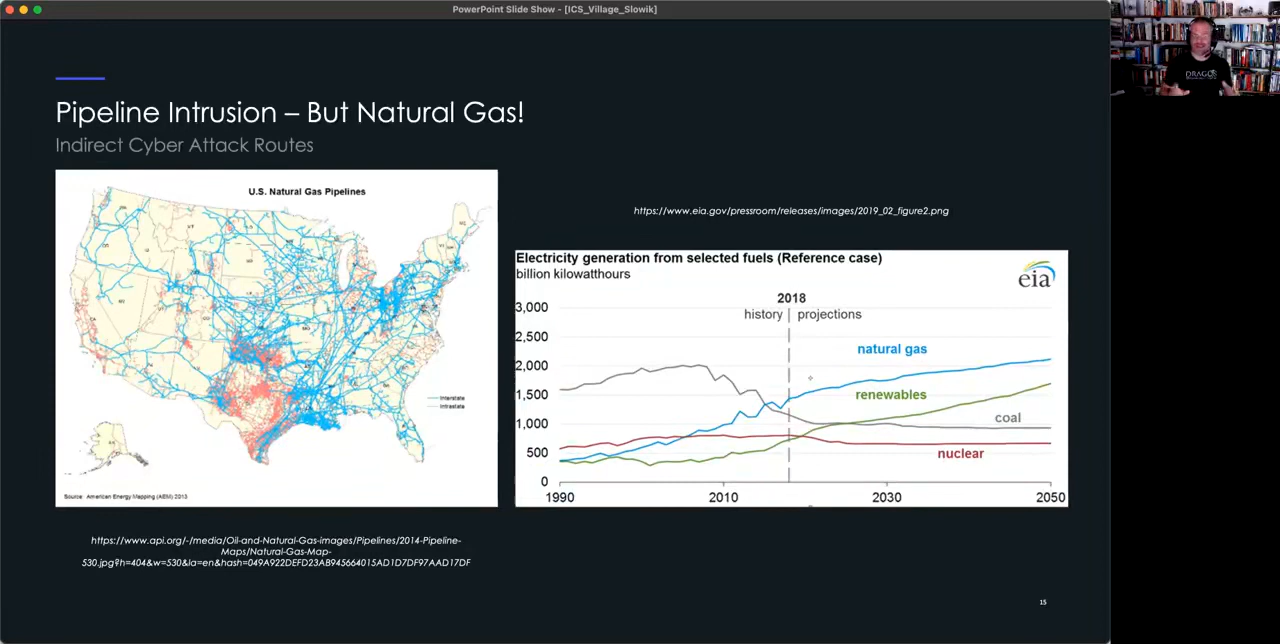 PowerPoint Slide Show - [ICS_Village_Slowik]
Pipeline Intrusion – But Natural Gas!
Indirect Cyber Attack Routes
U.S. Natural Gas Pipelines
Interstate
Intrastate
Source: American Energy Mapping (AEM) 2013
https://www.api.org/-/media/Oil-and-Natural-Gas-images/Pipelines/2014-Pipeline-
Maps/Natural-Gas-Map-
530.jpg?h=404&w=530&la=en&hash=049A922DEFD23AB945664015AD1D7DF97AAD17DF
https://www.eia.gov/pressroom/releases/images/2019_02_figure2.png
Electricity generation from selected fuels (Reference case)
billion kilowatthours
eia
2018
history
projections
3,000
2,500
2,000
1,500
1,000
500
0
natural gas
renewables
coal
nuclear
1990
2010
2030
2050
15
DRAGOS